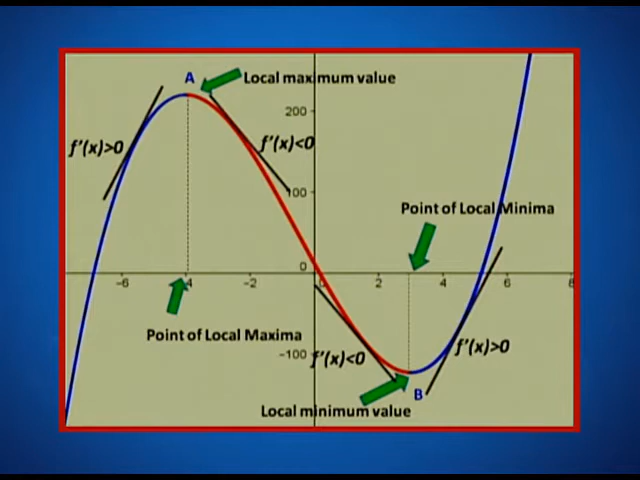 A
Local maximum value
200
f'(x)>0
f'(x)<0
100
Point of Local Minima
0
-6
-4
-2
0
2
4
6
8
Point of Local Maxima
f'(x)<0
f'(x)>0
-100
B
Local minimum value